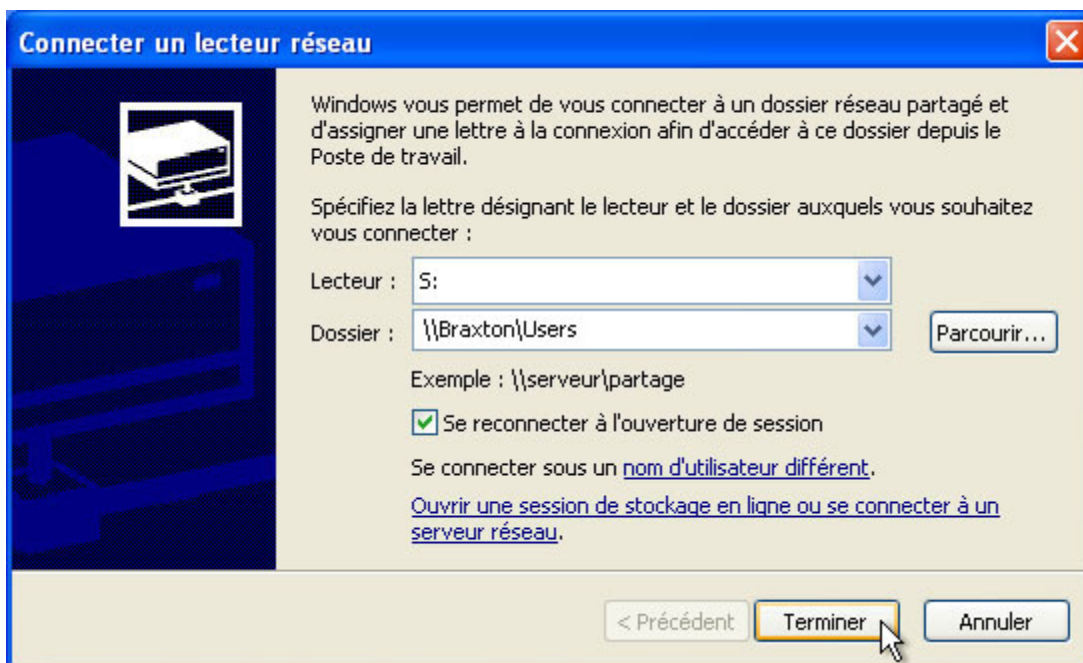 Connecter un lecteur réseau
Windows vous permet de vous connecter à un dossier réseau partagé et
d'assigner une lettre à la connexion afin d'accéder à ce dossier depuis le
Poste de travail.
Spécifiez la lettre désignant le lecteur et le dossier auxquels vous souhaitez
vous connecter :
Lecteur : S:
Dossier : \\Braxton\Users Parcourir...
Exemple : \\serveur\partage
Se reconnecter à l'ouverture de session
Se connecter sous un nom d'utilisateur différent.
Ouvrir une session de stockage en ligne ou se connecter à un
serveur réseau.
< Précédent Terminer Annuler